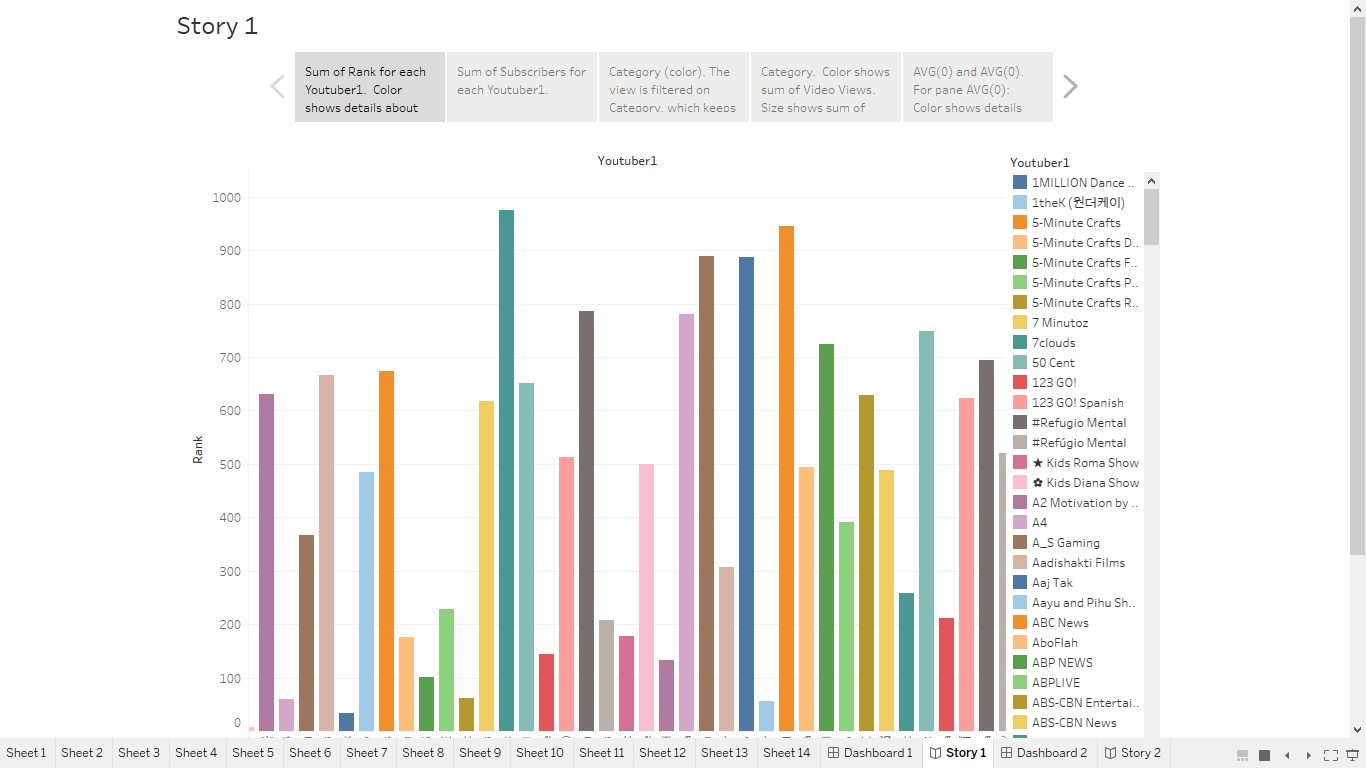 Story 1
Sum of Rank for each
Youtuber1.  Color
shows details about
Sum of Subscribers for
each Youtuber1.
Category (color). The
view is filtered on
Category, which keeps
Category.  Color shows
sum of Video Views.
Size shows sum of
AVG(0) and AVG(0).
For pane AVG(0):
Color shows details
Youtuber1
Rank
1000
900
800
700
600
500
400
300
200
100
0
Youtuber1
1MILLION Dance ..
1theK (원더케이)
5-Minute Crafts
5-Minute Crafts D..
5-Minute Crafts F..
5-Minute Crafts P..
5-Minute Crafts R..
7 Minutoz
7clouds
50 Cent
123 GO!
123 GO! Spanish
#Refugio Mental
#Refúgio Mental
★ Kids Roma Show
✿ Kids Diana Show
A2 Motivation by ..
A4
A_S Gaming
Aadishakti Films
Aaj Tak
Aayu and Pihu Sh..
ABC News
AboFlah
ABP NEWS
ABPLIVE
ABS-CBN Entertai..
ABS-CBN News
Sheet 1 Sheet 2 Sheet 3 Sheet 4 Sheet 5 Sheet 6 Sheet 7 Sheet 8 Sheet 9 Sheet 10 Sheet 11 Sheet 12 Sheet 13 Sheet 14 Dashboard 1 Story 1 Dashboard 2 Story 2